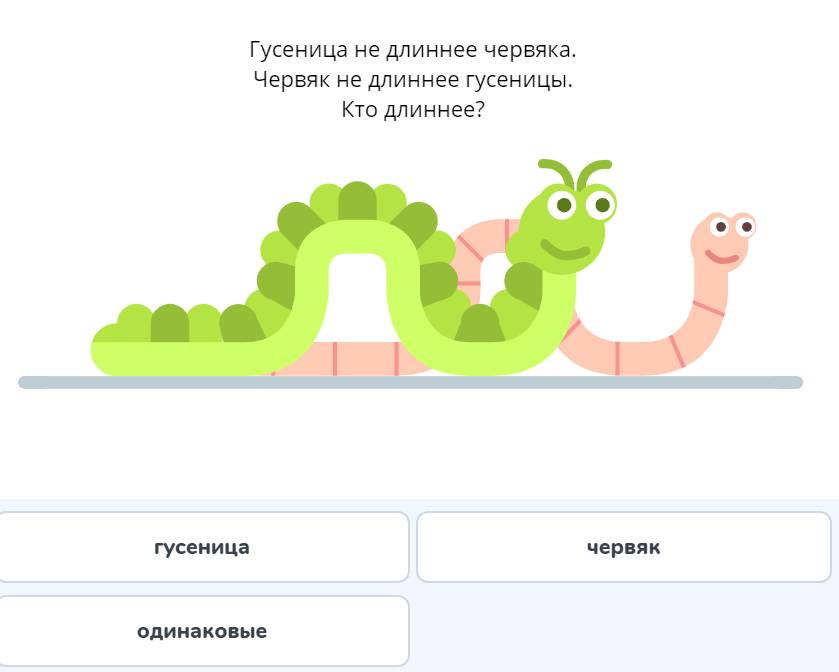 Гусеница не длиннее червяка.
Червяк не длиннее гусеницы.
Кто длиннее?
гусеница
червяк
одинаковые